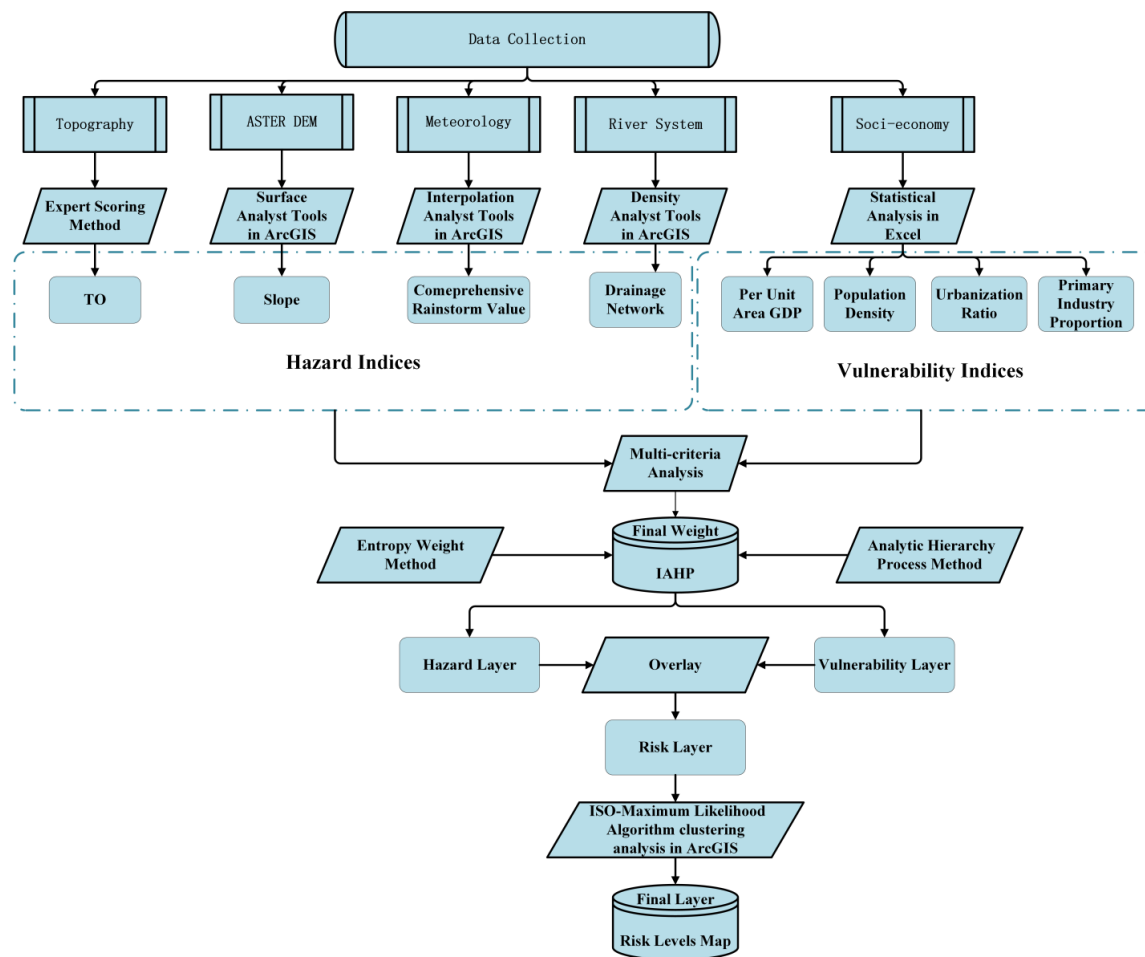 Data Collection
Topography
ASTER DEM
Meteorology
River System
Soci-economy
Expert Scoring
Method
Surface
Analyst Tools
in ArcGIS
Interpolation
Analyst Tools
in ArcGIS
Density
Analyst Tools
in ArcGIS
Statistical
Analysis in
Excel
TO
Slope
Comeprehensive
Rainstorm Value
Drainage
Network
Per Unit
Area GDP
Population
Density
Urbanization
Ratio
Primary
Industry
Proportion
Hazard Indices
Vulnerability Indices
Multi-criteria
Analysis
Final Weight
IAHP
Entropy Weight
Method
Analytic Hierarchy
Process Method
Hazard Layer
Overlay
Vulnerability Layer
Risk Layer
ISO-Maximum Likelihood
Algorithm clustering
analysis in ArcGIS
Final Layer
Risk Levels Map